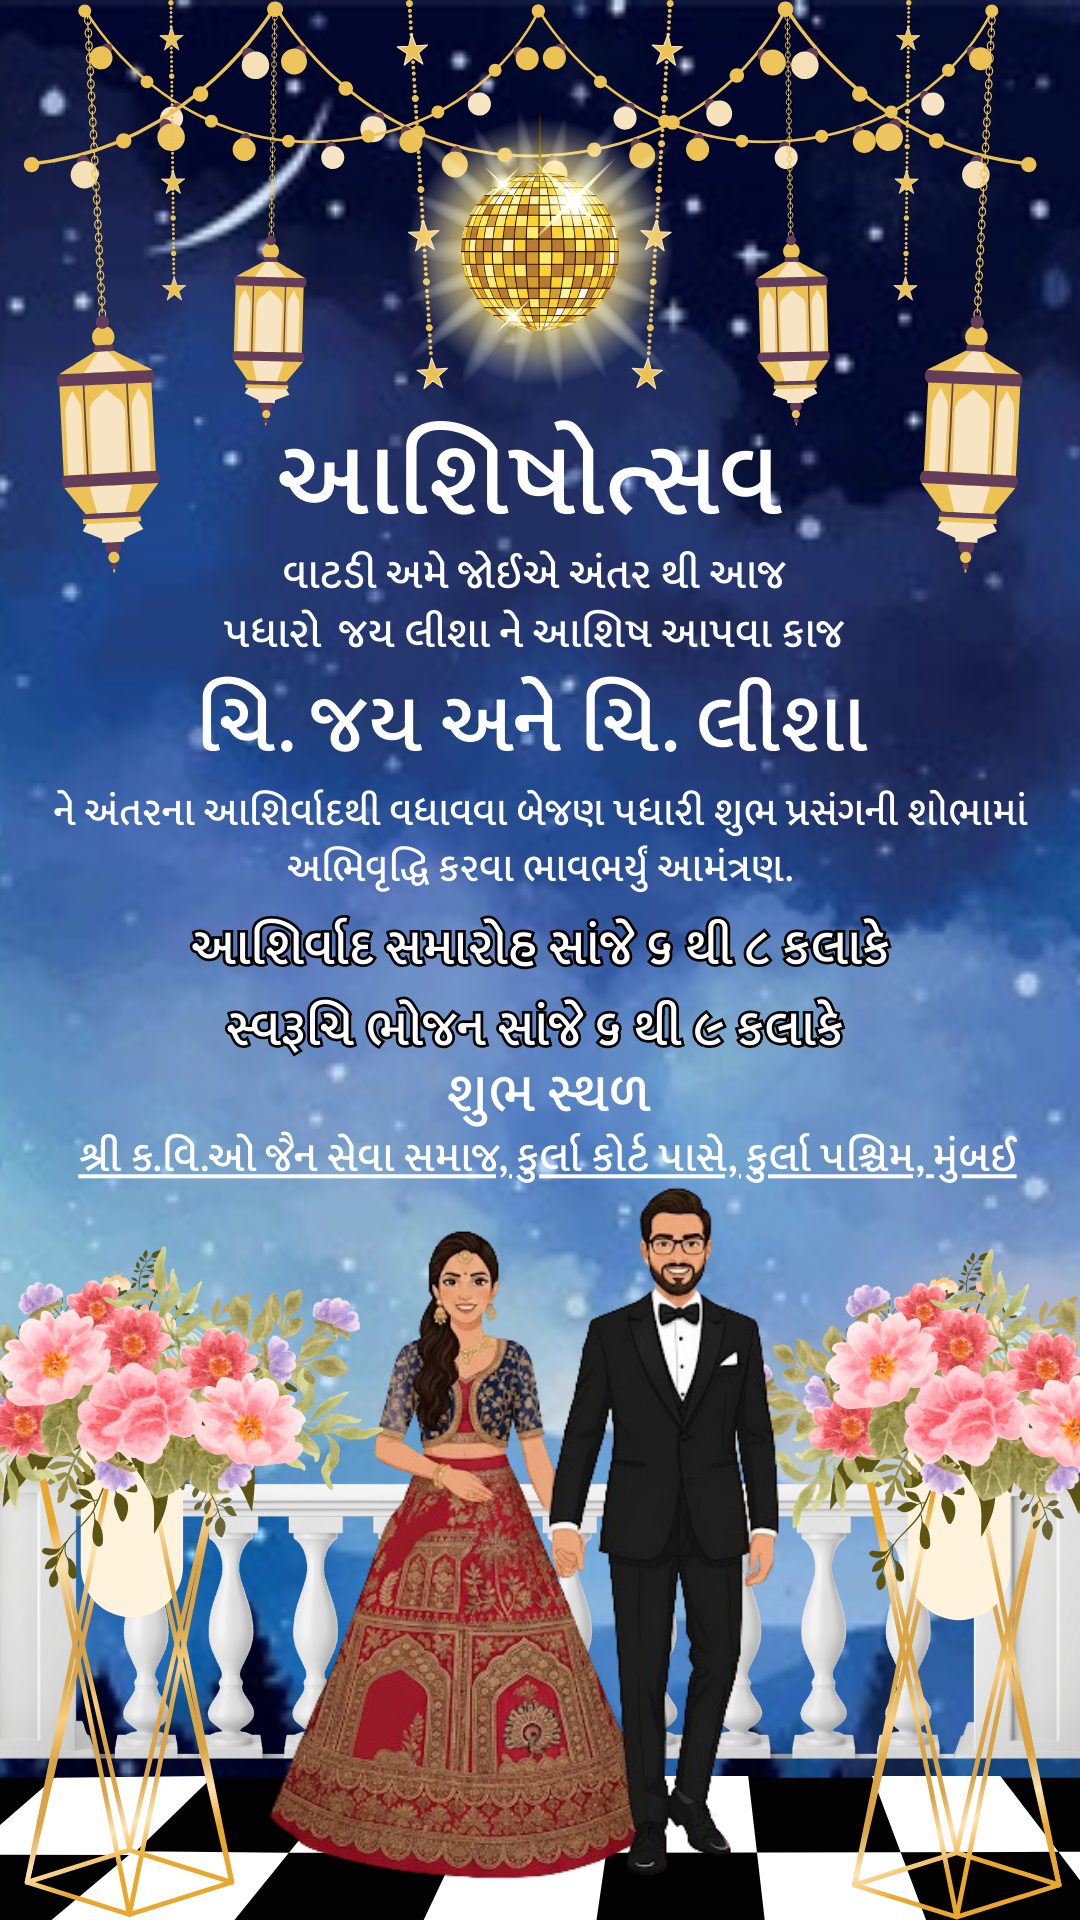 આશિષોત્સવ
વાટડી અમે જોઈએ અંતર થી આજ
પધારો જય લીશા ને આશિષ આપવા કાજ
ચિ. જય અને ચિ. લીશા
ને અંતરના આશિર્વાદથી વધાવવા બેજણ પધારી શુભ પ્રસંગની શોભામાં
અભિવૃદ્ધિ કરવા ભાવભર્યું આમંત્રણ.
આશિર્વાદ સમારોહ સાંજે ૬ થી ૮ કલાકે
સ્વરૂચિ ભોજન સાંજે ૬ થી ૯ કલાકે
શુભ સ્થળ
શ્રી ક.વિ.ઓ જૈન સેવા સમાજ, કુર્લા કોર્ટ પાસે, કુર્લા પશ્ચિમ, મુંબઈ